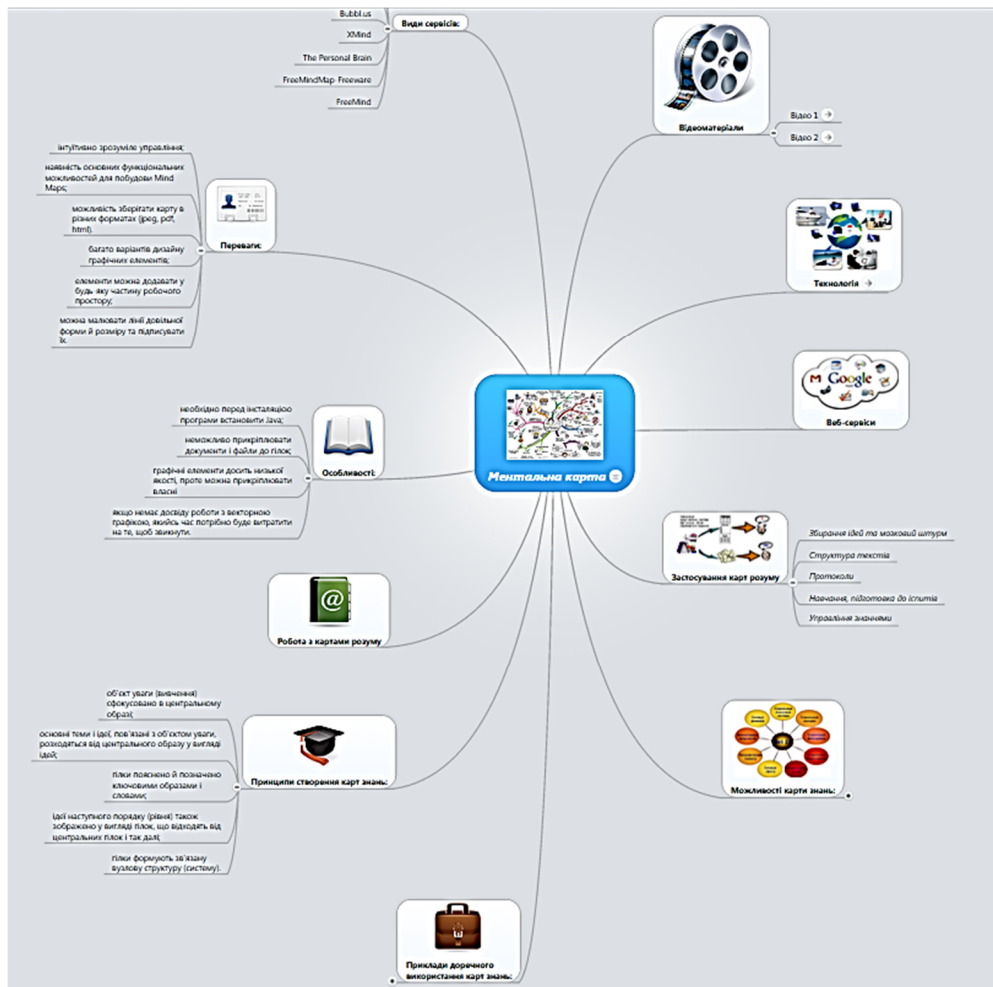 Bubbl.us
XMind
The Personal Brain
FreeMindMap-Freeware
FreeMind
Види сервісів:
Відеоматеріали
Відео 1
Відео 2
інтуїтивно зрозуміле управління;
наявність основних функціональних
можливостей для побудови Mind
Maps;
можливість зберігати карту в
різних форматах (jpeg, pdf,
html).
багато варіантів дизайну
графічних елементів;
елементи можна додавати у
будь-яку частину робочого
простору;
можна малювати лінії довільної
форми й розміру та підписувати
їх.
Переваги:
Технологія
Google
Веб-сервіси
Ментальна карта
необхідно перед інсталяцією
програми встановити Java;
неможливо прикріплювати
документи і файли до гілок;
графічні елементи досить низької
якості, проте можна прикріплювати
власні
якщо немає досвіду роботи з векторною
графікою, якийсь час потрібно буде витратити
на те, щоб звикнути.
Особливості:
Застосування карт розуму
Збирання ідей та мозковий штурм
Структура текстів
Протоколи
Навчання, підготовка до іспитів
Управління знаннями
@
Робота з картами розуму
об'єкт уваги (вивчення)
сфокусовано в центральному
образі;
основні теми і ідеї, пов'язані з об'єктом уваги,
розходяться від центрального образу у вигляді
ідей;
гілки пояснено й позначено
ключовими образами і
словами;
ідеї наступного порядку (рівня) також
зображено у вигляді гілок, що відходять від
центральних гілок і так далі;
гілки формують зв'язану
вузлову структуру (систему).
Принципи створення карт знань:
Можливості карти знань:
Приклади доречного
використання карт знань: